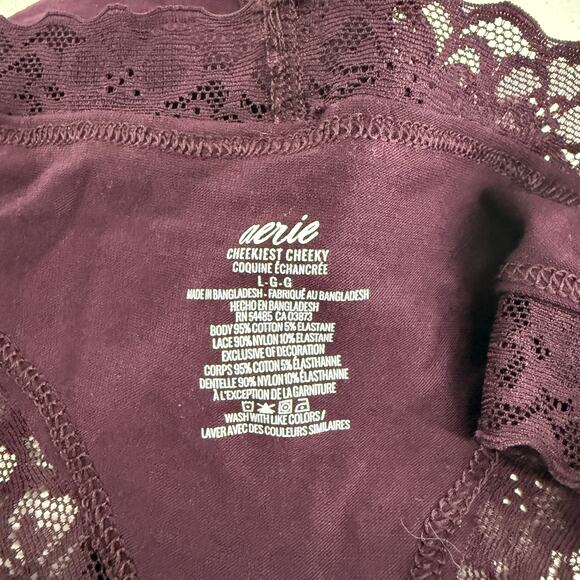 aerie
CHEEKIEST CHEEKY
COQUINE ÉCHANCRÉE
L-G-G
MADE IN BANGLADESH - FABRIQUÉ AU BANGLADESH
HECHO EN BANGLADESH
RN 54485 CA 03873
BODY 95% COTTON 5% ELASTANE
LACE 90% NYLON 10% ELASTANE
EXCLUSIVE OF DECORATION
CORPS 95% COTON 5% ÉLASTHANNE
DENTELLE 90% NYLON 10% ÉLASTHANNE
À L'EXCEPTION DE LA GARNITURE
WASH WITH LIKE COLORS/
LAVER AVEC DES COULEURS SIMILAIRES